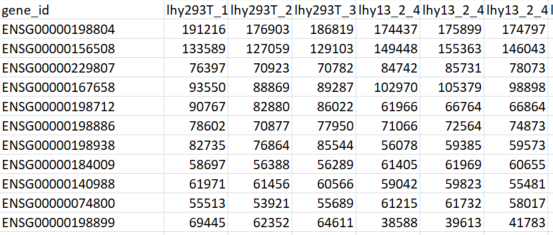 gene_id lhy293T_1 lhy293T_2 lhy293T_3 lhy13_2_4 lhy13_2_4 lhy13_2_4
ENSG00000198804 191216 176903 186819 174437 175899 174797
ENSG00000156508 133589 127059 129103 149448 155363 146043
ENSG00000229807 76397 70923 70782 84742 85731 78073
ENSG00000167658 93550 88869 89287 102970 105379 98898
ENSG00000198712 90767 82880 86022 61966 66764 66864
ENSG00000198886 78602 70877 77950 71066 72564 74873
ENSG00000198938 82735 76864 85544 56078 59385 59573
ENSG00000184009 58697 56388 56289 61405 61969 60655
ENSG00000140988 61971 61456 60566 59042 59823 55481
ENSG00000074800 55513 53921 55689 61215 61732 58017
ENSG00000198899 69445 62352 64611 38588 39613 41783